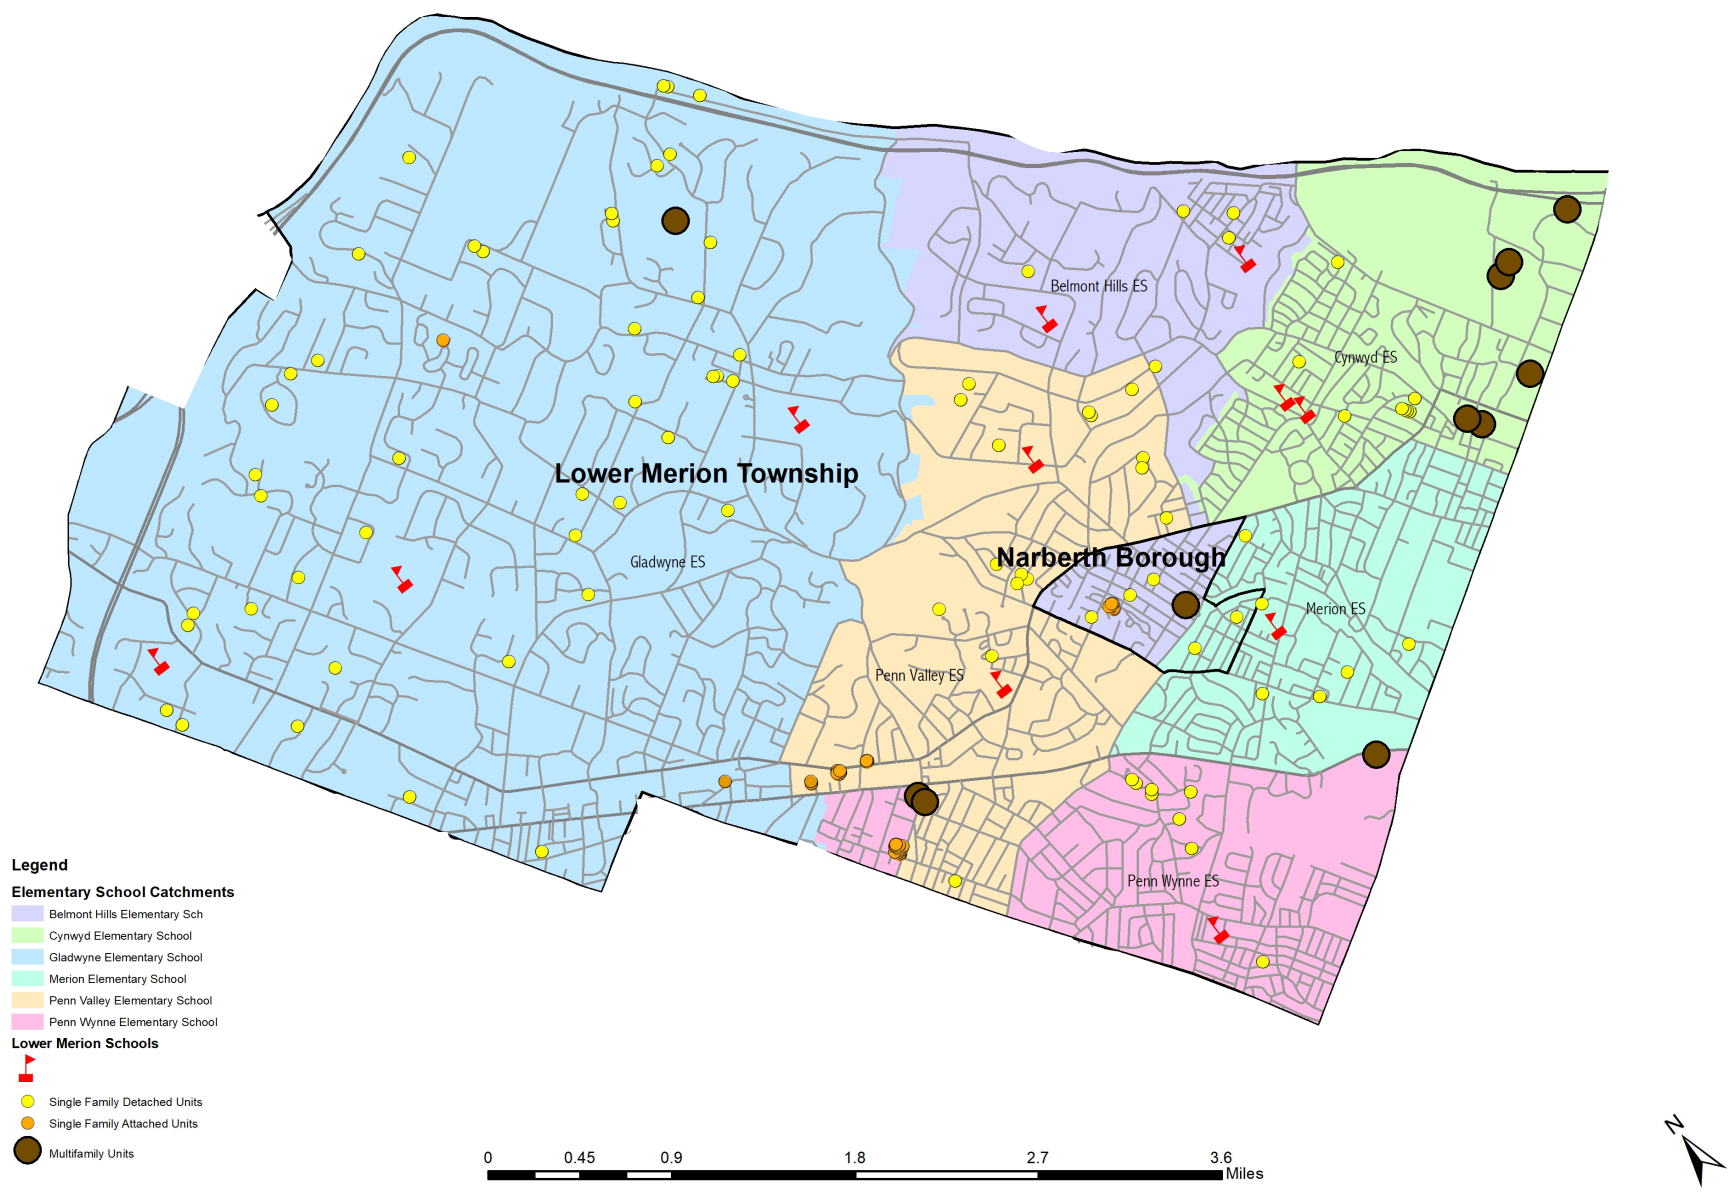 Belmont Hills ES
Cynwyd ES
Lower Merion Township
Gladwyne ES
Narberth Borough
Merion ES
Penn Valley ES
Penn Wynne ES
Legend
Elementary School Catchments
Belmont Hills Elementary Sch
Cynwyd Elementary School
Gladwyne Elementary School
Merion Elementary School
Penn Valley Elementary School
Penn Wynne Elementary School
Lower Merion Schools
Single Family Detached Units
Single Family Attached Units
Multifamily Units
0 0.45 0.9 1.8 2.7 3.6
Miles
N